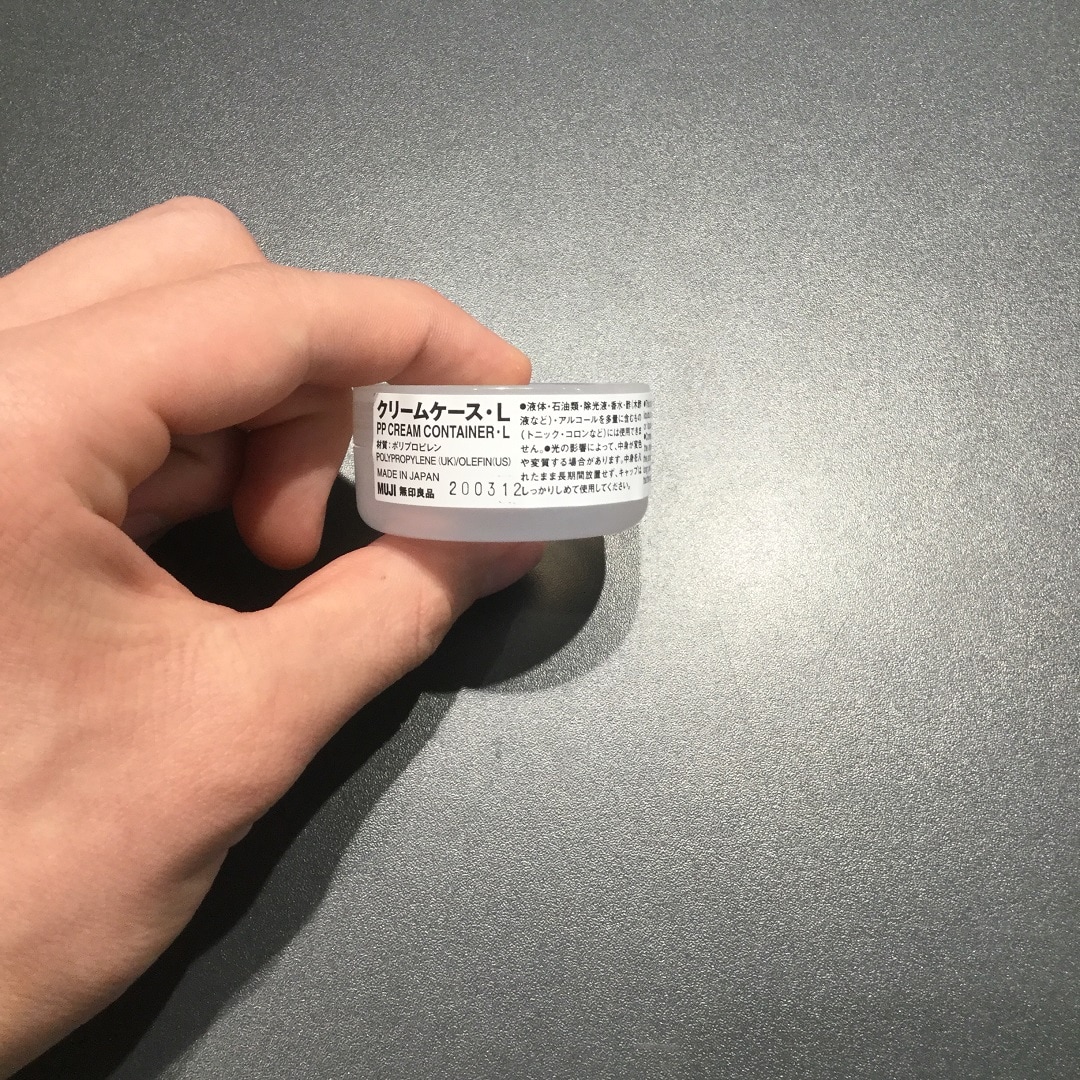 クリームケース・L
PP CREAM CONTAINER・L
材質：ポリプロピレン
POLYPROPYLENE (UK)/OLEFIN(US)
MADE IN JAPAN
MUJI 無印良品
200312
●液体・石油類・除光液・香水・酢(木酢
液など)・アルコールを多量に含むもの
(トニック・コロンなど)には使用できま
せん。●光の影響によって、中身が変色
や変質する場合があります。中身を入
れたまま長期間放置せず、キャップは
しっかりしめて使用してください。